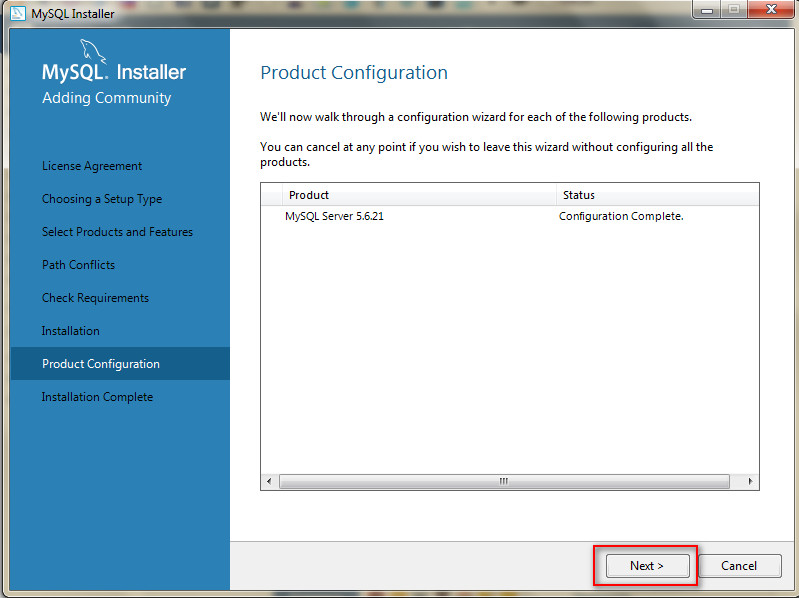 MySQL Installer
MySQL. Installer
Adding Community
License Agreement
Choosing a Setup Type
Select Products and Features
Path Conflicts
Check Requirements
Installation
Product Configuration
Installation Complete
Product Configuration
We'll now walk through a configuration wizard for each of the following products.
You can cancel at any point if you wish to leave this wizard without configuring all the
products.
Product Status
MySQL Server 5.6.21 Configuration Complete.
Next > Cancel